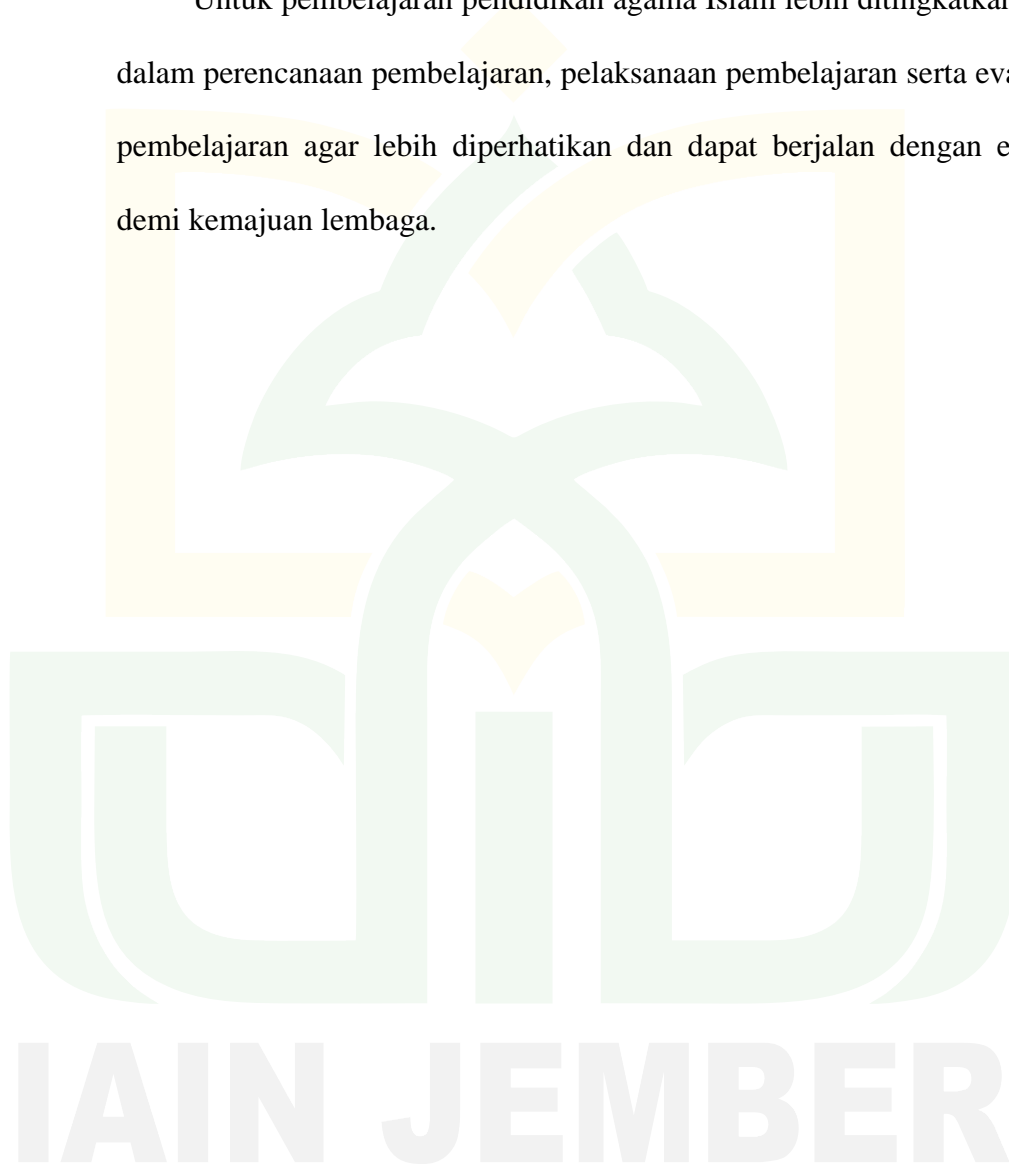 Untuk pembelajaran pendidikan agama Islam lebih ditingkatkan
dalam perencanaan pembelajaran, pelaksanaan pembelajaran serta
pembelajaran agar lebih diperhatikan dan dapat berjalan dengan
demi kemajuan lembaga.
IAIN JEMBER